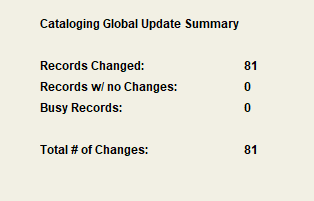 Cataloging Global Update Summary
Records Changed: 81
Records w/ no Changes: 0
Busy Records: 0
Total # of Changes: 81